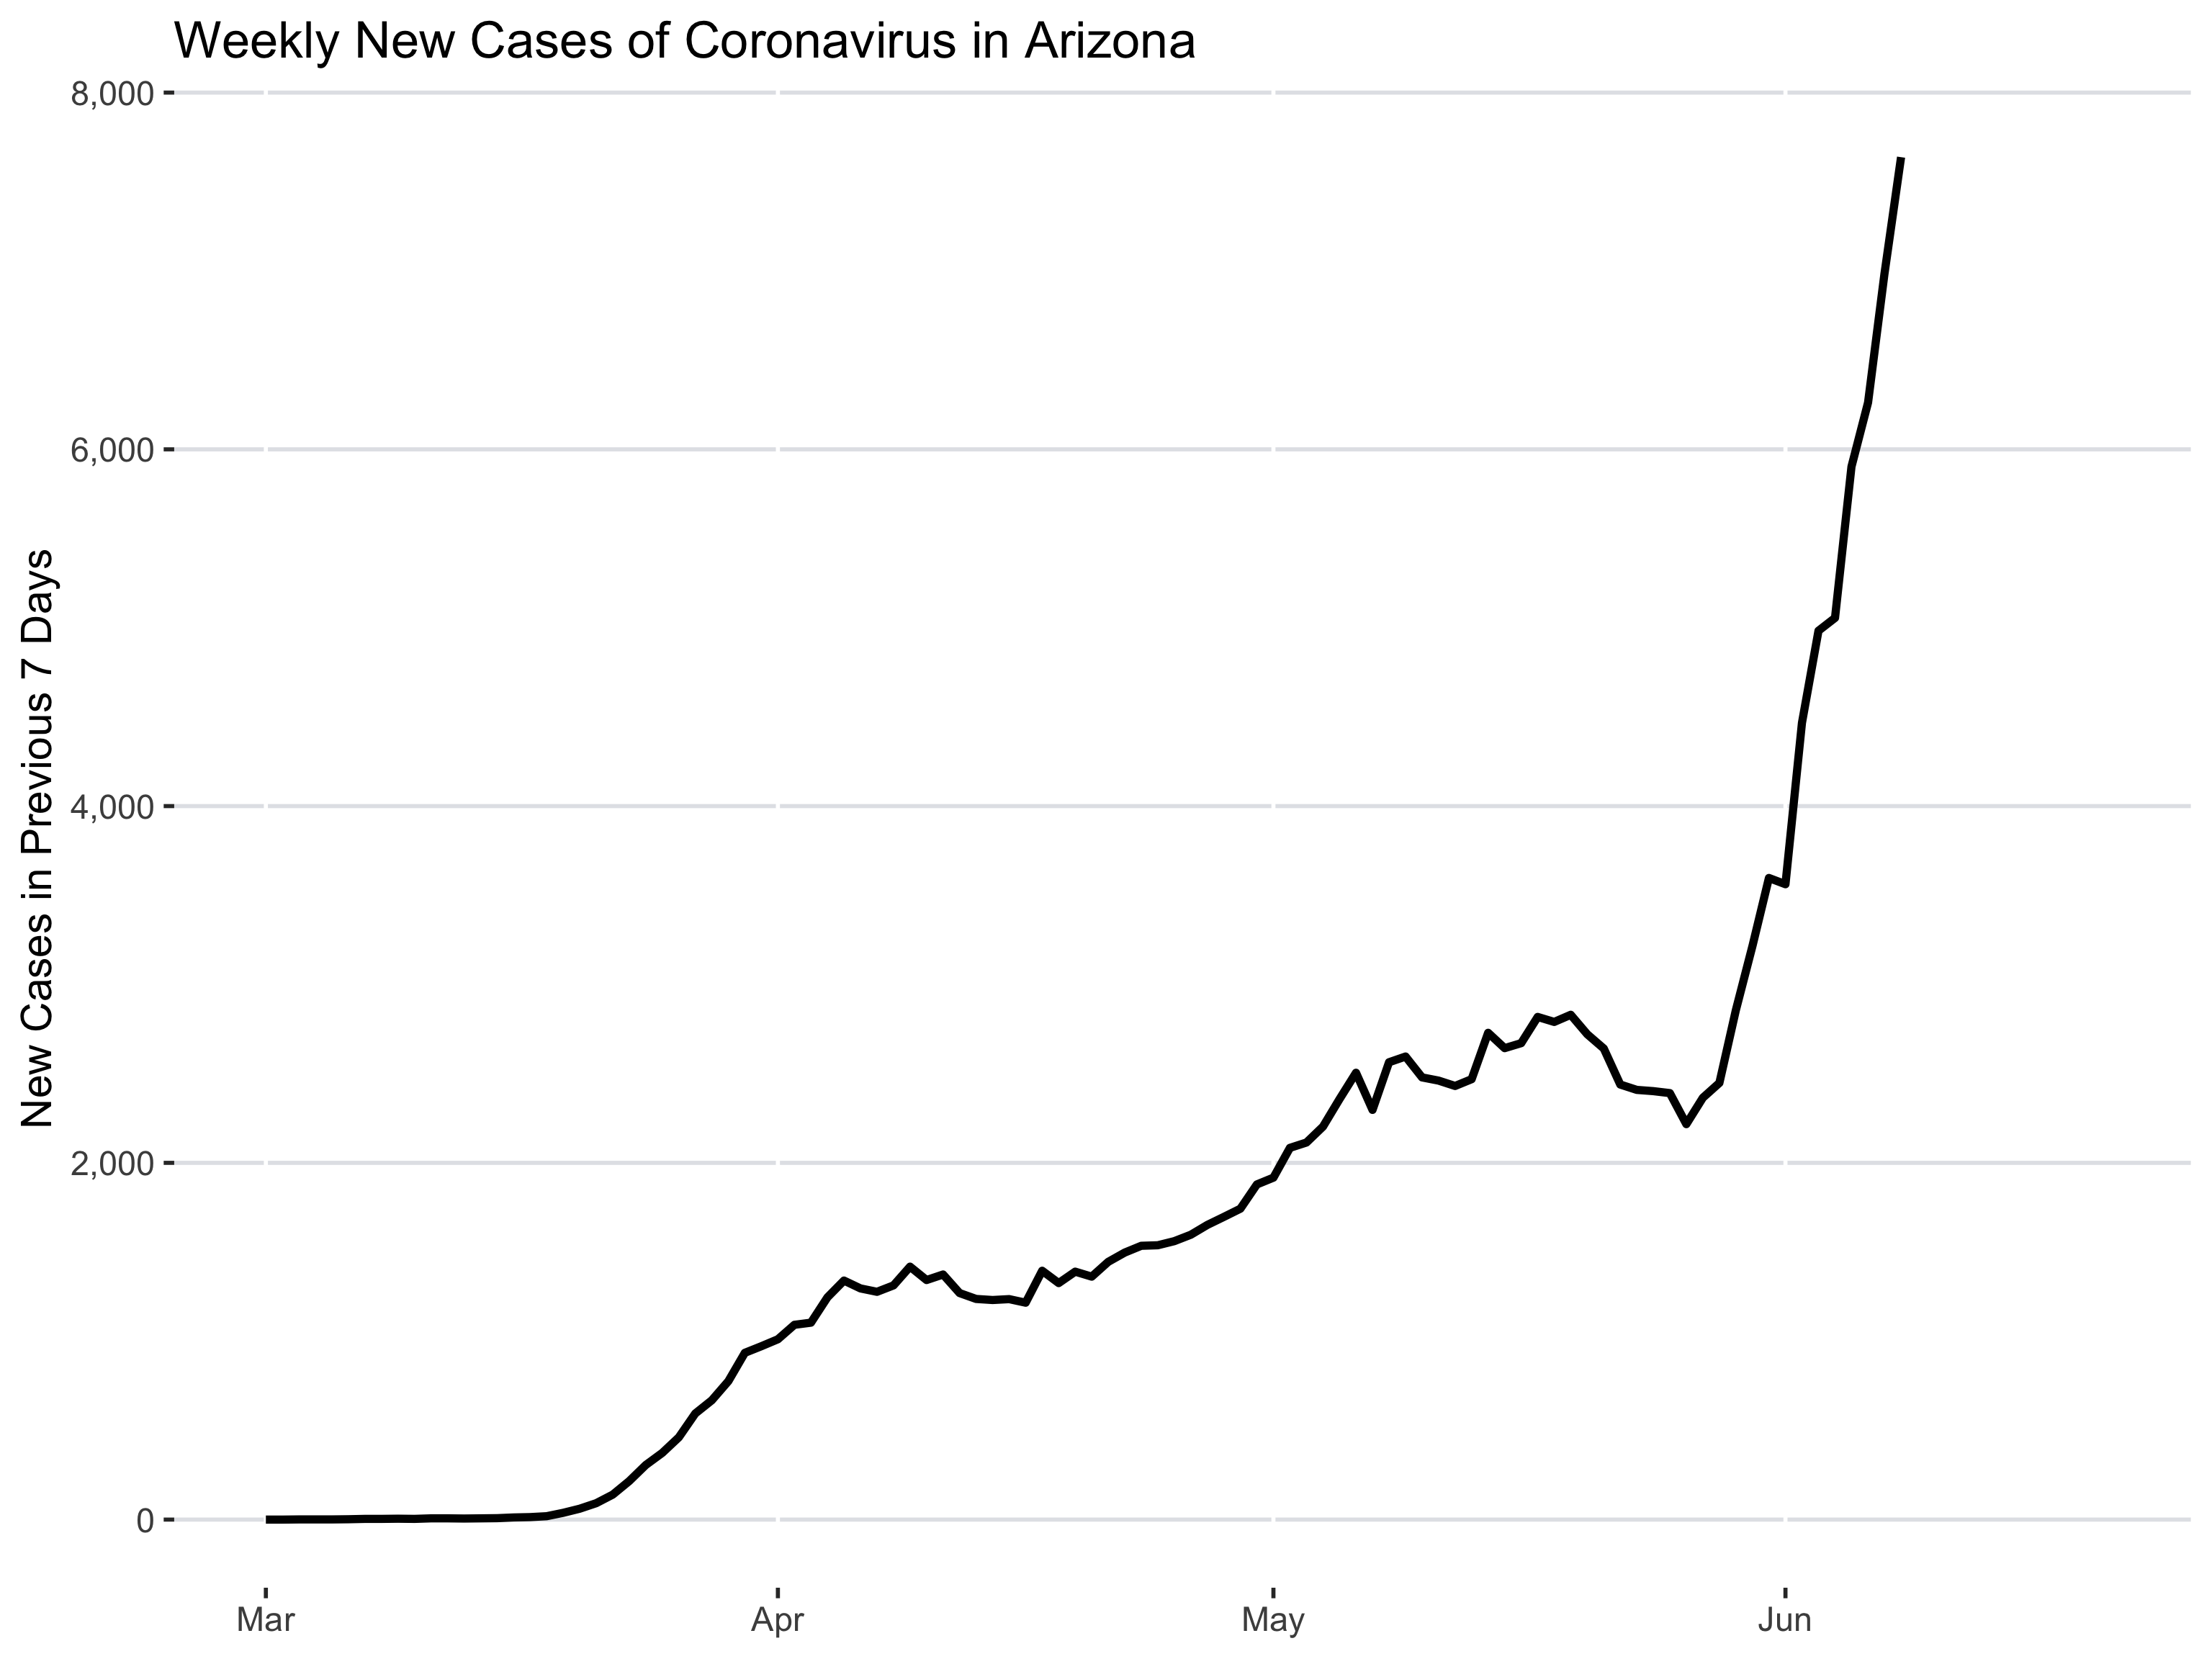 Weekly New Cases of Coronavirus in Arizona
New Cases in Previous 7 Days
8,000
6,000
4,000
2,000
0
Mar
Apr
May
Jun